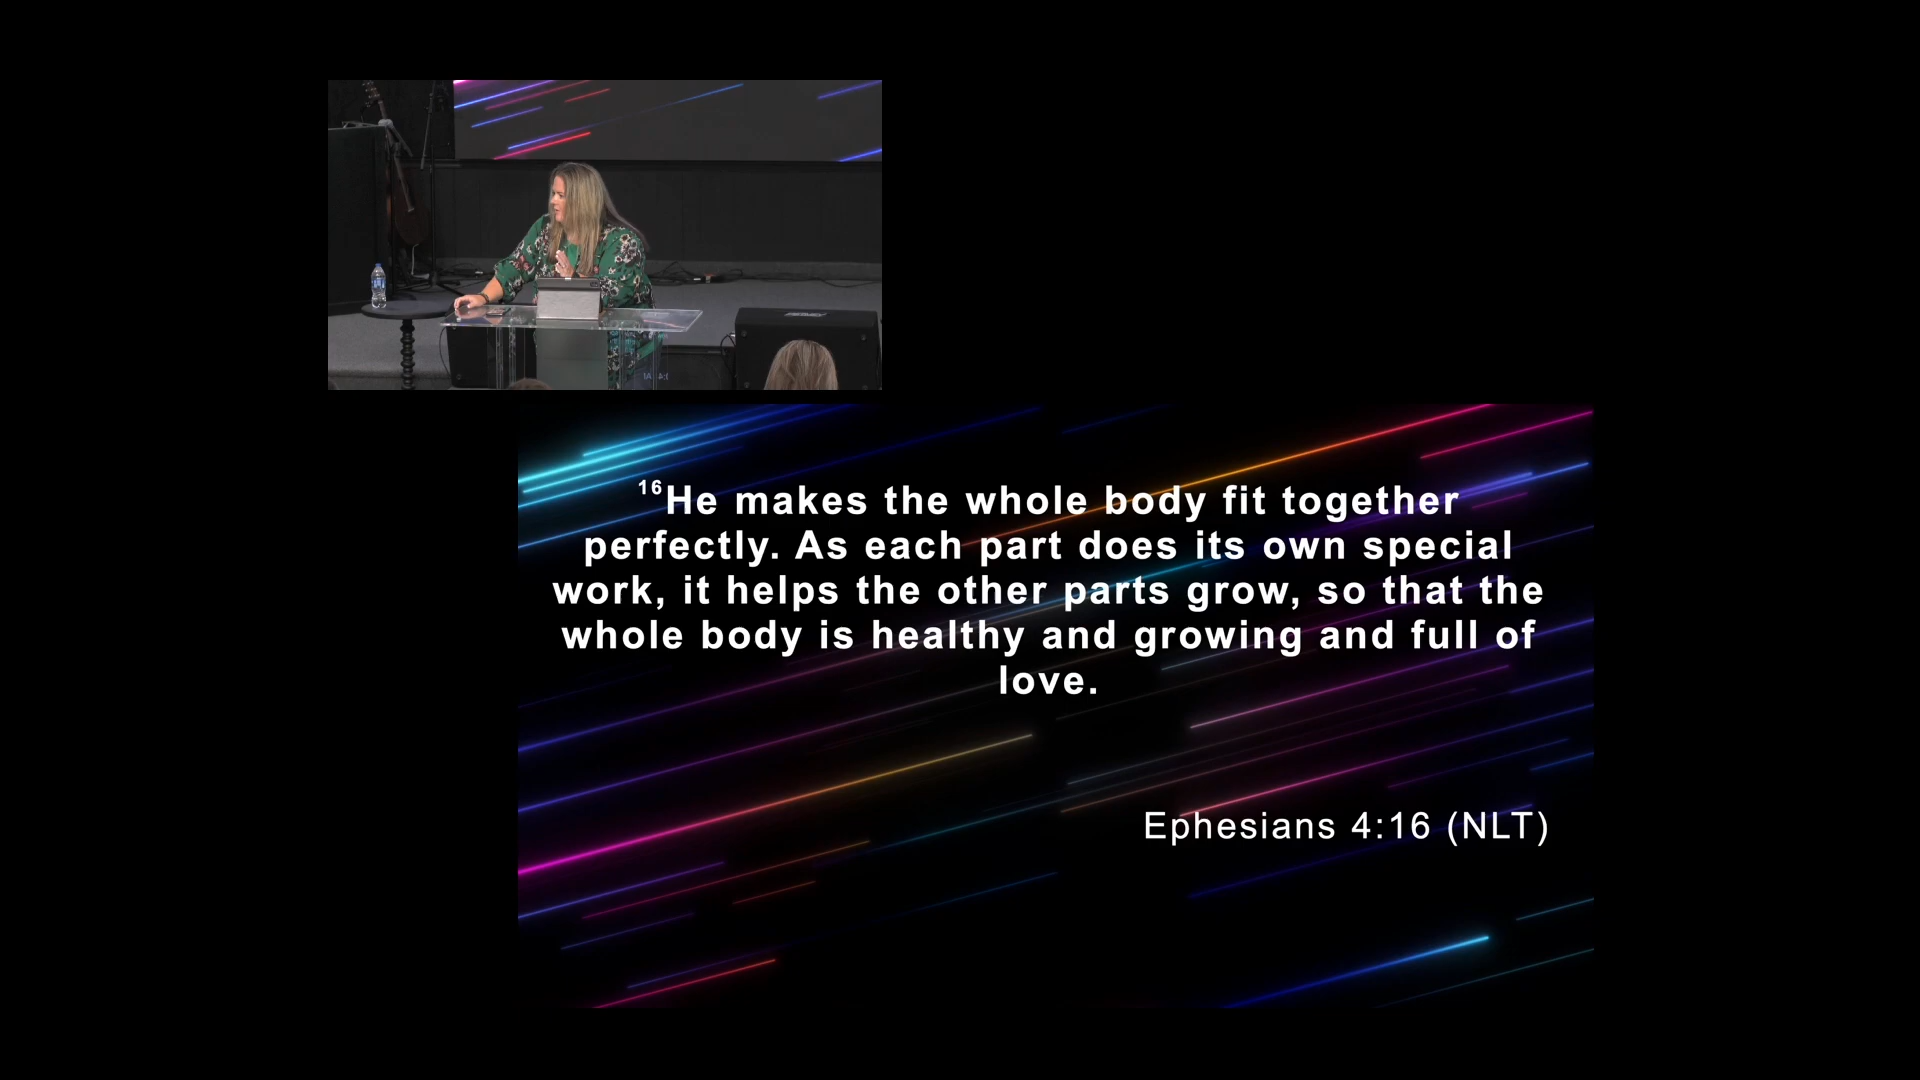 16He makes the whole body fit together
perfectly. As each part does its own special
work, it helps the other parts grow, so that the
whole body is healthy and growing and full of
love.
Ephesians 4:16 (NLT)